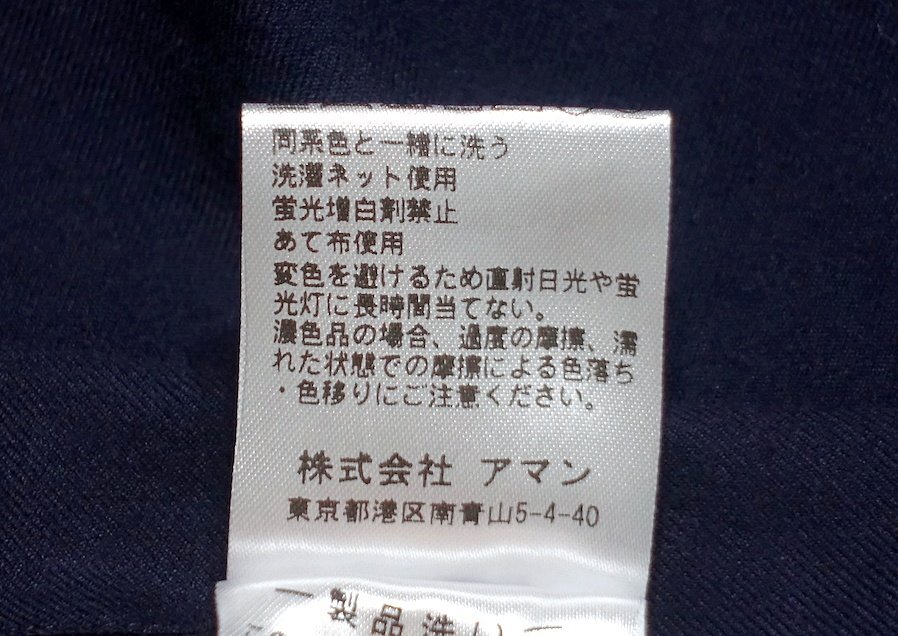 同系色と一緒に洗う
洗濯ネット使用
蛍光増白剤禁止
あて布使用
変色を避けるため直射日光や蛍
光灯に長時間当てない。
濃色品の場合、過度の摩擦、濡
れた状態での摩擦による色落ち
・色移りにご注意ください。
株式会社 アマン
東京都港区南青山5-4-40
製品洗い